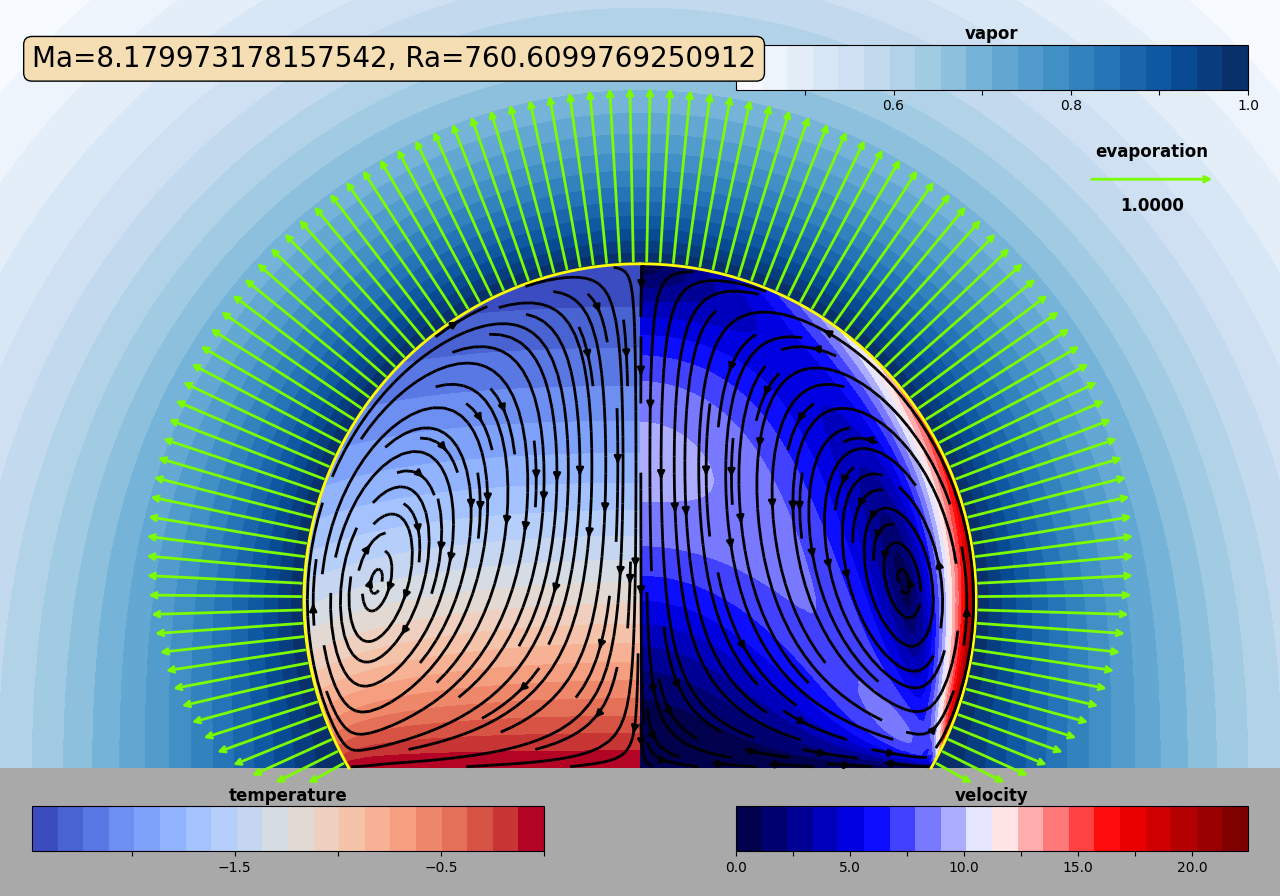 Ma=8.179973178157542, Ra=760.6099769250912
vapor
0.6 0.8 1.0
evaporation
1.0000
temperature
−1.5 −0.5
velocity
0.0 5.0 10.0 15.0 20.0